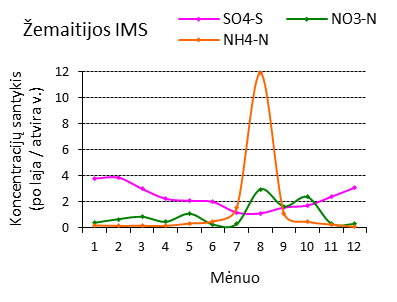 Žemaitijos IMS
SO4-S
NO3-N
NH4-N
Koncentracijų santykis
(po laja / atvira v.)
12
10
8
6
4
2
0
1 2 3 4 5 6 7 8 9 10 11 12
Mėnuo